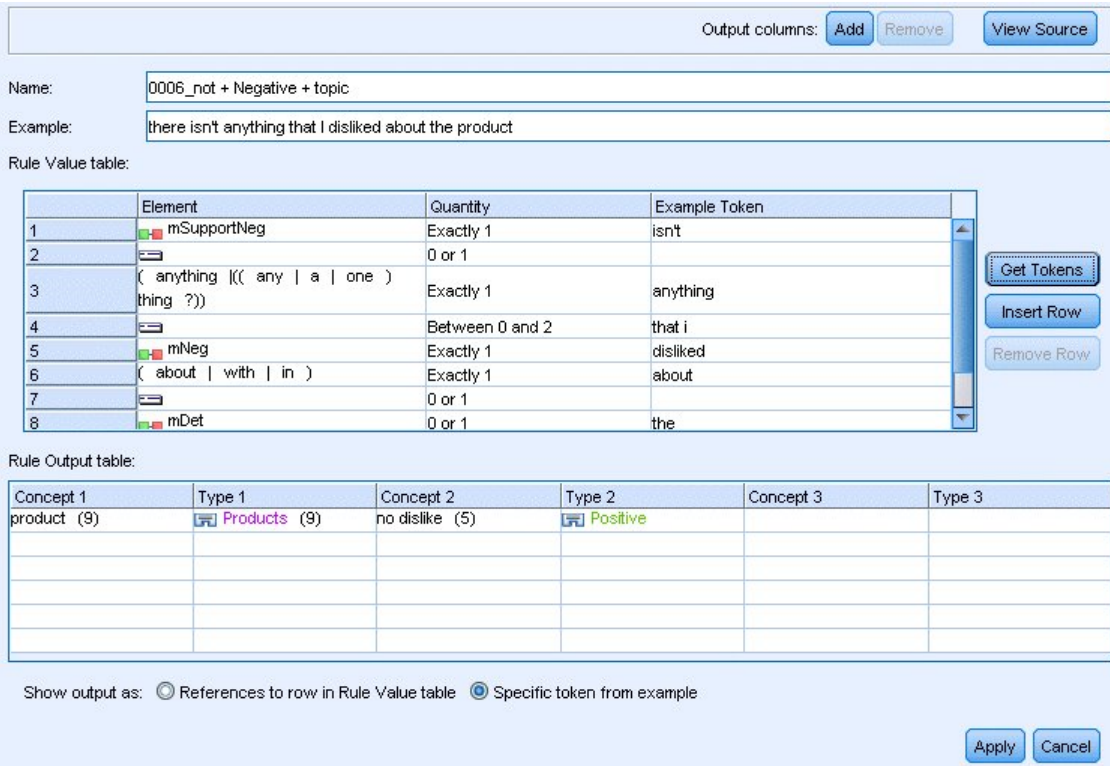 Output columns: Add Remove View Source
Name: 0006_not + Negative + topic
Example: there isn't anything that I disliked about the product
Rule Value table:
Element Quantity Example Token
1 mSupportNeg Exactly 1 isn't
2 0 or 1
3 ( anything |(( any | a | one ) thing ?)) Exactly 1 anything
4 Between 0 and 2 that i
5 mNeg Exactly 1 disliked
6 ( about | with | in ) Exactly 1 about
7 0 or 1
8 mDet 0 or 1 the
Get Tokens
Insert Row
Remove Row
Rule Output table:
Concept 1 Type 1 Concept 2 Type 2 Concept 3 Type 3
product (9) Products (9) no dislike (5) Positive
Show output as: References to row in Rule Value table Specific token from example
Apply Cancel